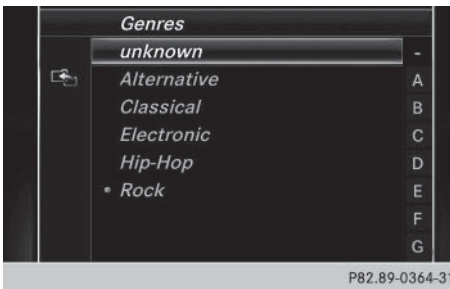 Genres
unknown -
Alternative A
Classical B
Electronic C
Hip-Hop D
• Rock E
F
G
P82.89-0364-31